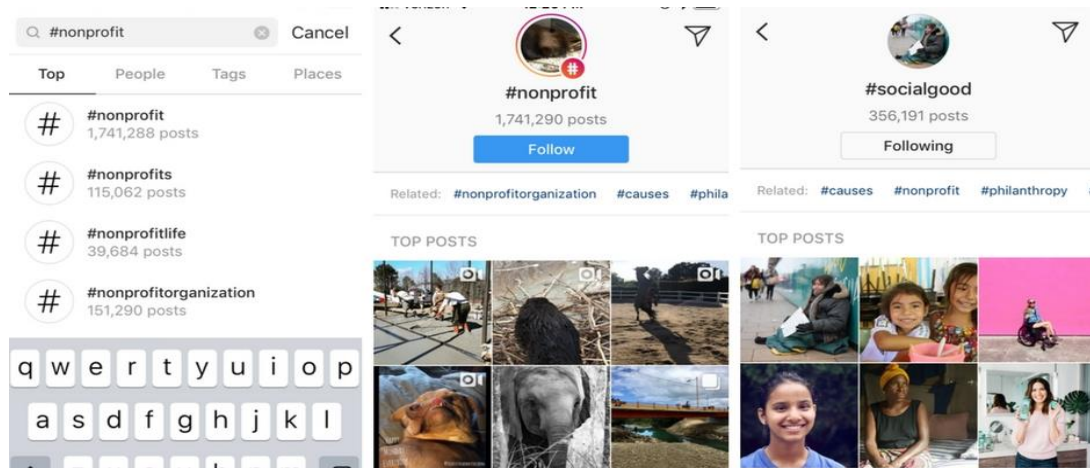 #nonprofit
Cancel
Top People Tags Places
#nonprofit
1,741,288 posts
#nonprofits
115,062 posts
#nonprofitlife
39,684 posts
#nonprofitorganization
151,290 posts
q w e r t y u i o p
a s d f g h j k l
#nonprofit
1,741,290 posts
Follow
Related: #nonprofitorganization #causes #phila
TOP POSTS
#socialgood
356,191 posts
Following
Related: #causes #nonprofit #philanthropy
TOP POSTS